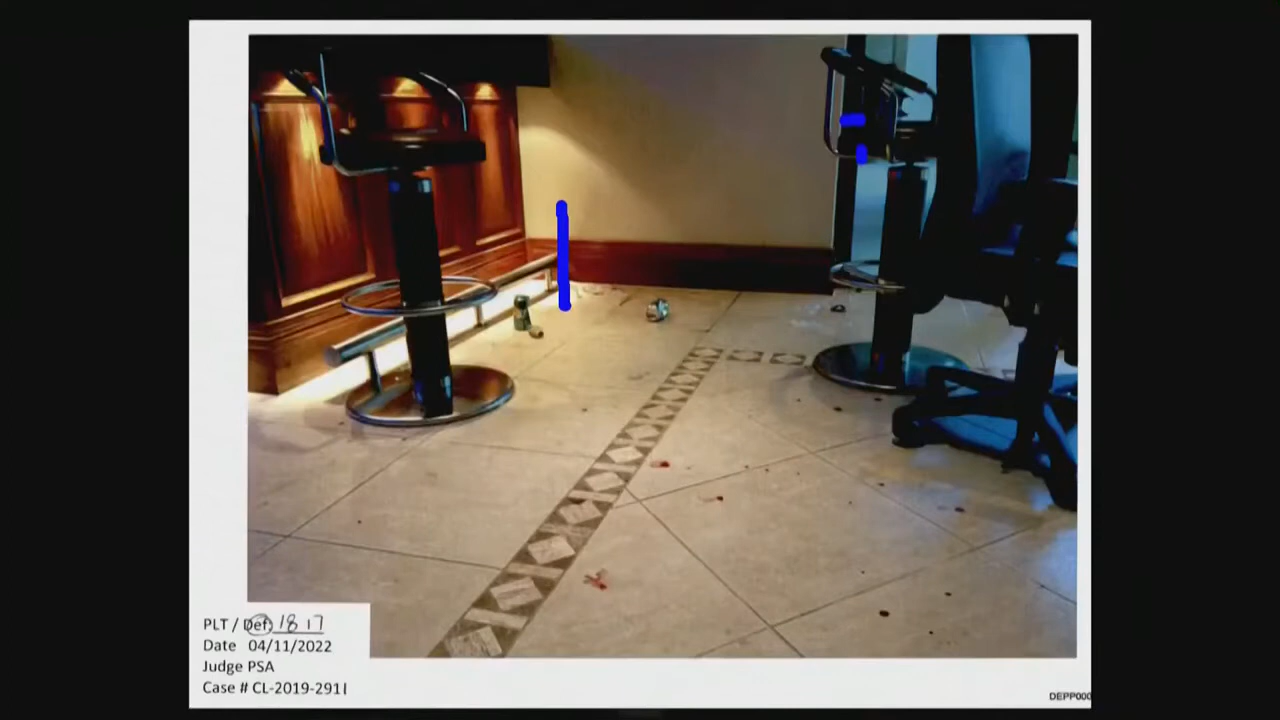 PLT / Def. 1817
Date 04/11/2022
Judge PSA
Case # CL-2019-2911
DEPP000